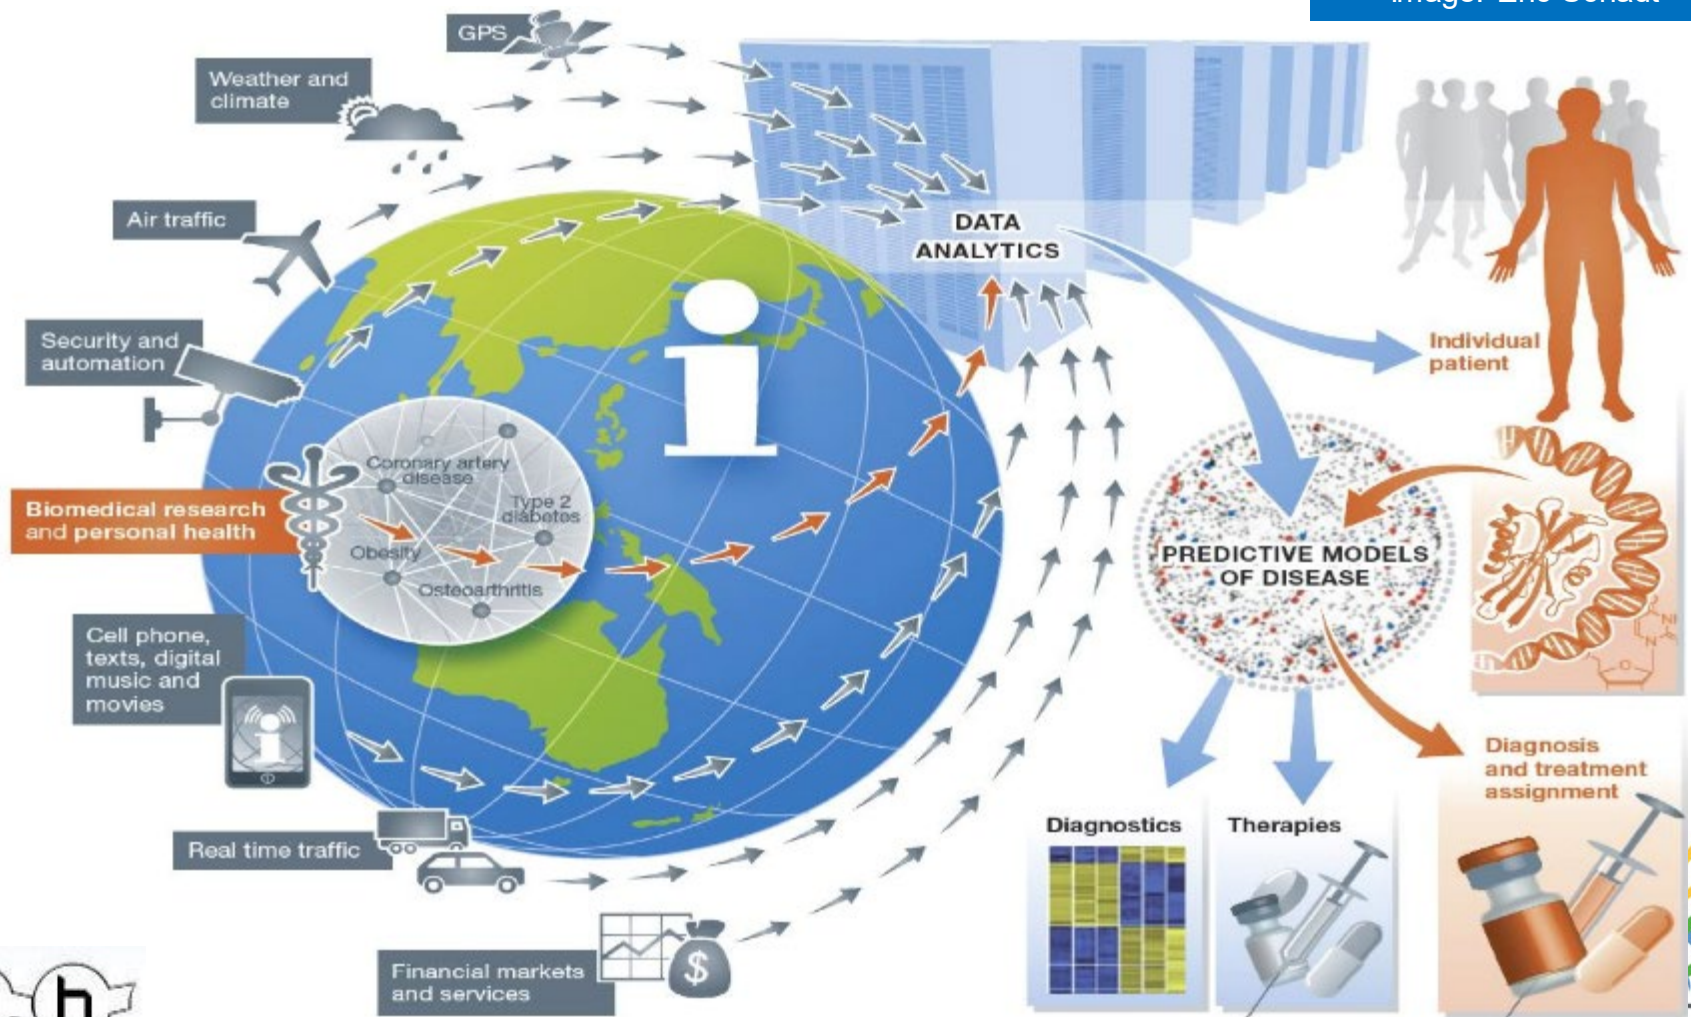 GPS
Weather and
climate
Air traffic
Security and
automation
Biomedical research
and personal health
Cell phone,
texts, digital
music and
movies
Real time traffic
Financial markets
and services
Coronary artery
disease
Type 2
diabetes
Obesity
Osteoarthritis
i
i
$
DATA
ANALYTICS
Individual
patient
PREDICTIVE MODELS
OF DISEASE
N
O
Diagnosis
and treatment
assignment
Diagnostics
Therapies
h